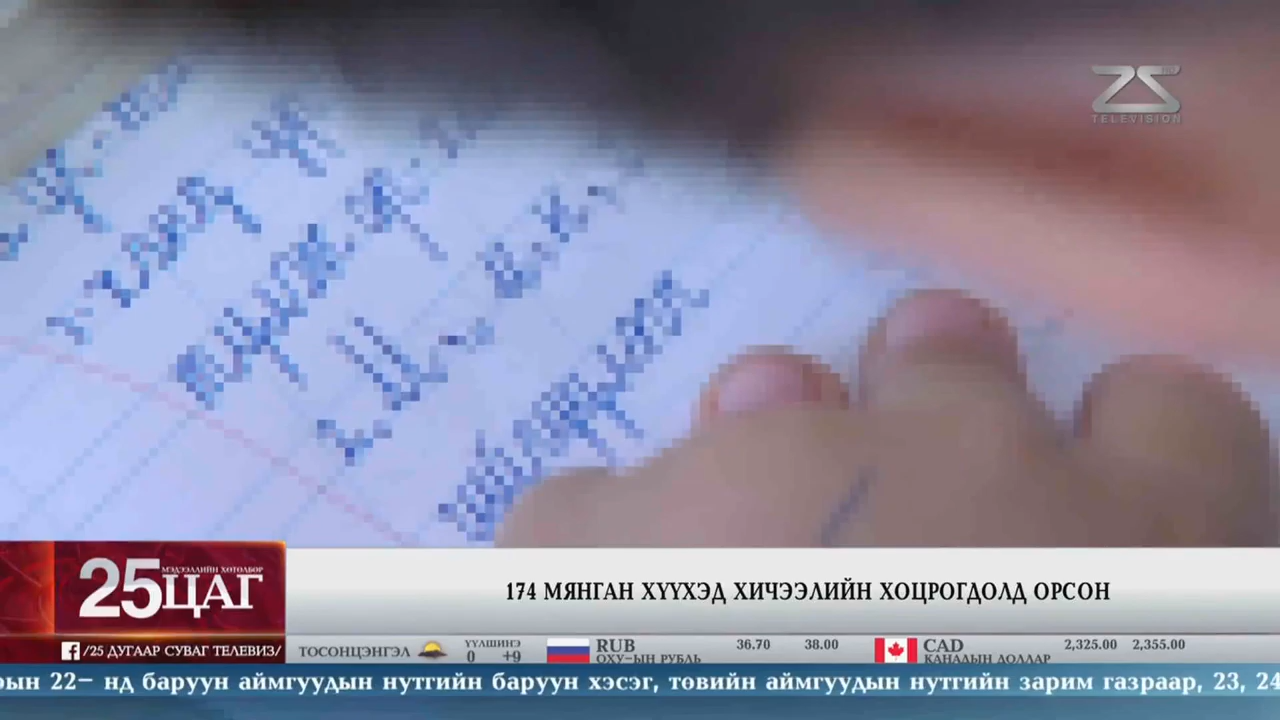 25
TELEVISION
МЭДЭЭЛЛИЙН ХӨТӨЛБӨР
25ЦАГ
174 МЯНГАН ХҮҮХЭД ХИЧЭЭЛИЙН ХОЦРОГДОЛД ОРСОН
/25 ДУГААР СУВАГ ТЕЛЕВИЗ/
ТОСОНЦЭНГЭЛ
ҮҮЛШИНЭ
0 +9
RUB 36.70 38.00
ОХУ-ЫН РУБЛЬ
CAD 2,325.00 2,355.00
КАНАДЫН ДОЛЛАР
рын 22– нд баруун аймгуудын нутгийн баруун хэсэг, төвийн аймгуудын нутгийн зарим газраар, 23, 24